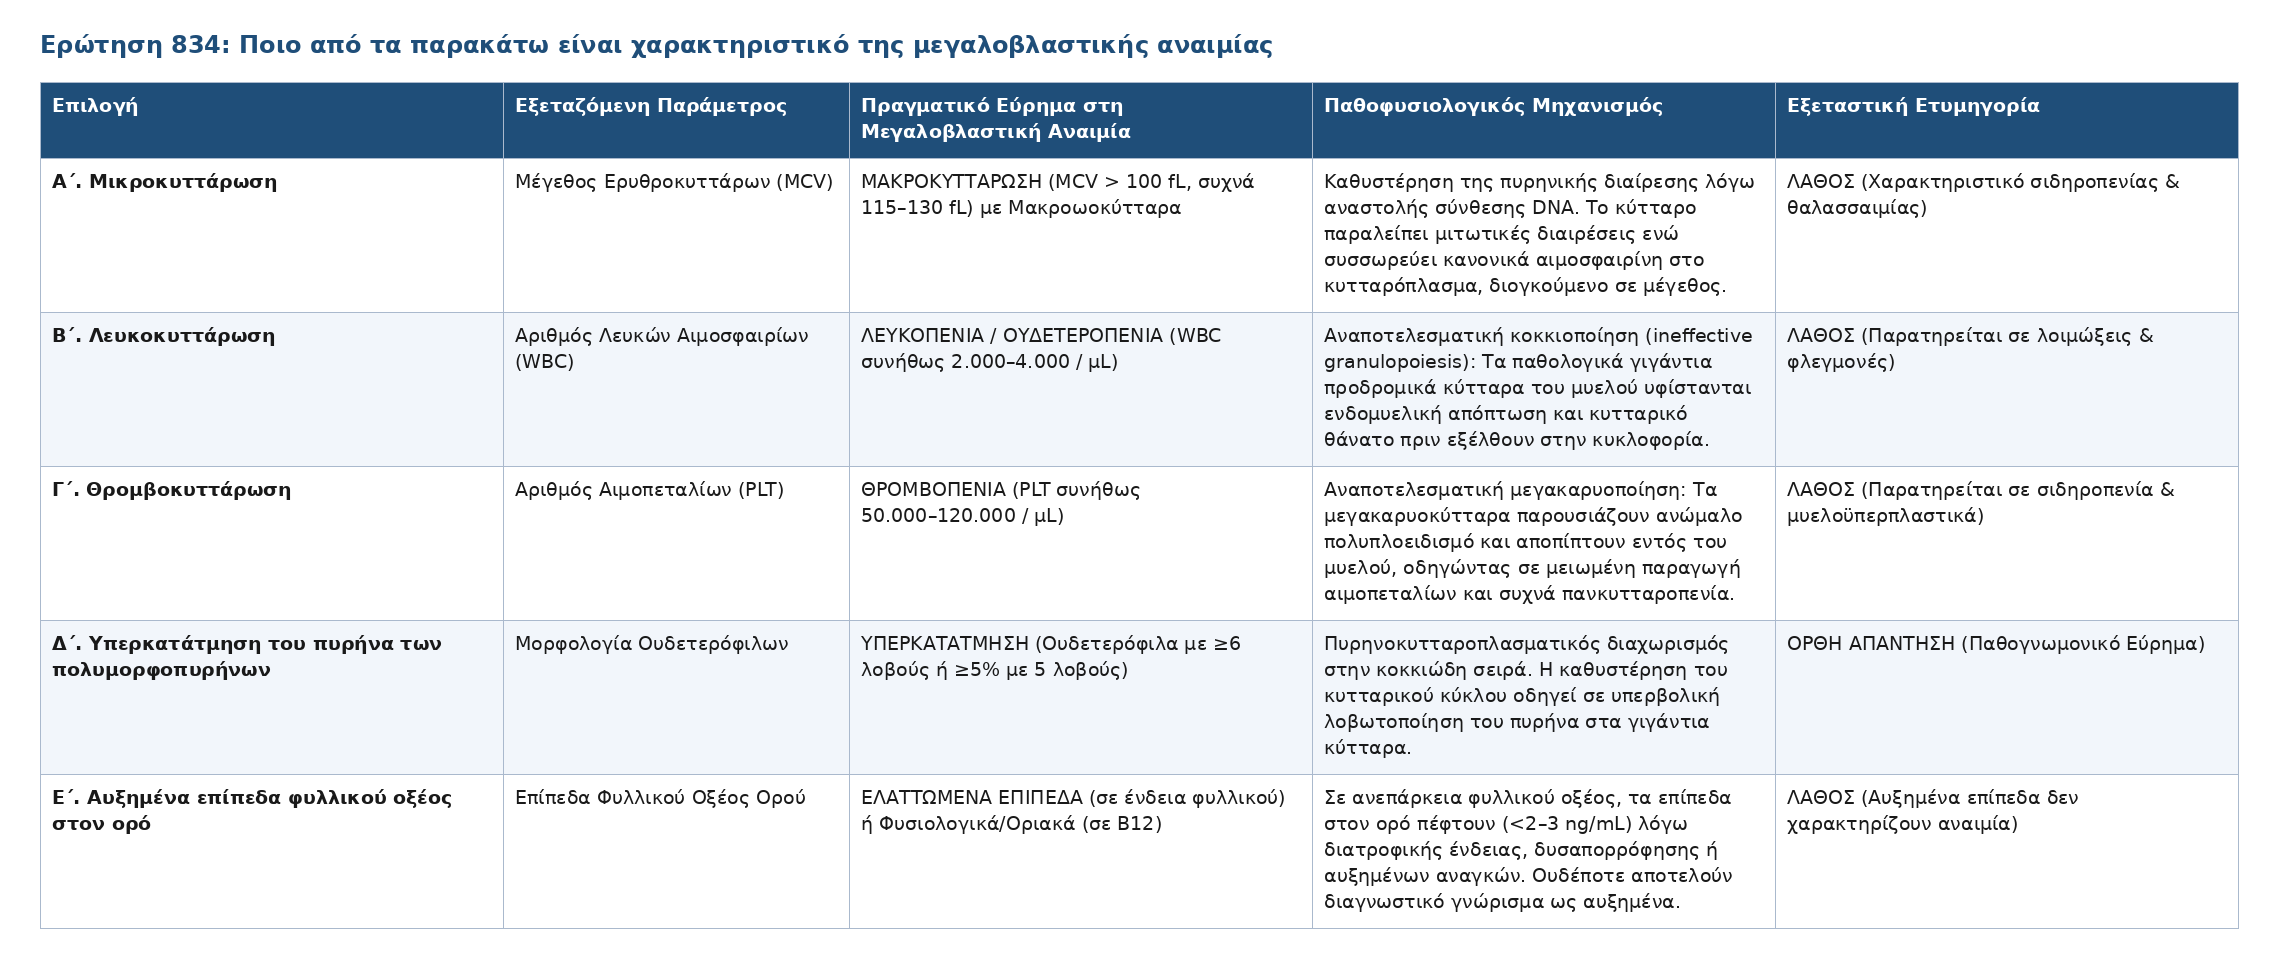 Ερώτηση 834: Ποιο από τα παρακάτω είναι χαρακτηριστικό της μεγαλοβλαστικής αναιμίας
Επιλογή
Εξεταζόμενη Παράμετρος
Πραγματικό Εύρημα στη
Μεγαλοβλαστική Αναιμία
Παθοφυσιολογικός Μηχανισμός
Εξεταστική Ετυμηγορία
Α΄. Μικροκυττάρωση
Μέγεθος Ερυθροκυττάρων (MCV)
ΜΑΚΡΟΚΥΤΤΑΡΩΣΗ (MCV > 100 fL, συχνά
115–130 fL) με Μακροωοκύτταρα
Καθυστέρηση της πυρηνικής διαίρεσης λόγω
αναστολής σύνθεσης DNA. Το κύτταρο
παραλείπει μιτωτικές διαιρέσεις ενώ
συσσωρεύει κανονικά αιμοσφαιρίνη στο
κυτταρόπλασμα, διογκούμενο σε μέγεθος.
ΛΑΘΟΣ (Χαρακτηριστικό σιδηροπενίας &
θαλασσαιμίας)
Β΄. Λευκοκυττάρωση
Αριθμός Λευκών Αιμοσφαιρίων
(WBC)
ΛΕΥΚΟΠΕΝΙΑ / ΟΥΔΕΤΕΡΟΠΕΝΙΑ (WBC
συνήθως 2.000–4.000 / μL)
Αναποτελεσματική κοκκιοποίηση (ineffective
granulopoiesis): Τα παθολογικά γιγάντια
προδρομικά κύτταρα του μυελού υφίστανται
ενδομυελική απόπτωση και κυτταρικό
θάνατο πριν εξέλθουν στην κυκλοφορία.
ΛΑΘΟΣ (Παρατηρείται σε λοιμώξεις &
φλεγμονές)
Γ΄. Θρομβοκυττάρωση
Αριθμός Αιμοπεταλίων (PLT)
ΘΡΟΜΒΟΠΕΝΙΑ (PLT συνήθως
50.000–120.000 / μL)
Αναποτελεσματική μεγακαρυοποίηση: Τα
μεγακαρυοκύτταρα παρουσιάζουν ανώμαλο
πολυπλοειδισμό και αποπίπτουν εντός του
μυελού, οδηγώντας σε μειωμένη παραγωγή
αιμοπεταλίων και συχνά πανκυτταροπενία.
ΛΑΘΟΣ (Παρατηρείται σε σιδηροπενία &
μυελοϋπερπλαστικά)
Δ΄. Υπερκατάτμηση του πυρήνα των
πολυμορφοπυρήνων
Μορφολογία Ουδετερόφιλων
ΥΠΕΡΚΑΤΑΤΜΗΣΗ (Ουδετερόφιλα με ≥6
λοβούς ή ≥5% με 5 λοβούς)
Πυρηνοκυτταροπλασματικός διαχωρισμός
στην κοκκιώδη σειρά. Η καθυστέρηση του
κυτταρικού κύκλου οδηγεί σε υπερβολική
λοβωτοποίηση του πυρήνα στα γιγάντια
κύτταρα.
ΟΡΘΗ ΑΠΑΝΤΗΣΗ (Παθογνωμονικό Εύρημα)
Ε΄. Αυξημένα επίπεδα φυλλικού οξέος
στον ορό
Επίπεδα Φυλλικού Οξέος Ορού
ΕΛΑΤΤΩΜΕΝΑ ΕΠΙΠΕΔΑ (σε ένδεια φυλλικού)
ή Φυσιολογικά/Οριακά (σε Β12)
Σε ανεπάρκεια φυλλικού οξέος, τα επίπεδα
στον ορό πέφτουν (<2–3 ng/mL) λόγω
διατροφικής ένδειας, δυσαπορρόφησης ή
αυξημένων αναγκών. Ουδέποτε αποτελούν
διαγνωστικό γνώρισμα ως αυξημένα.
ΛΑΘΟΣ (Αυξημένα επίπεδα δεν
χαρακτηρίζουν αναιμία)